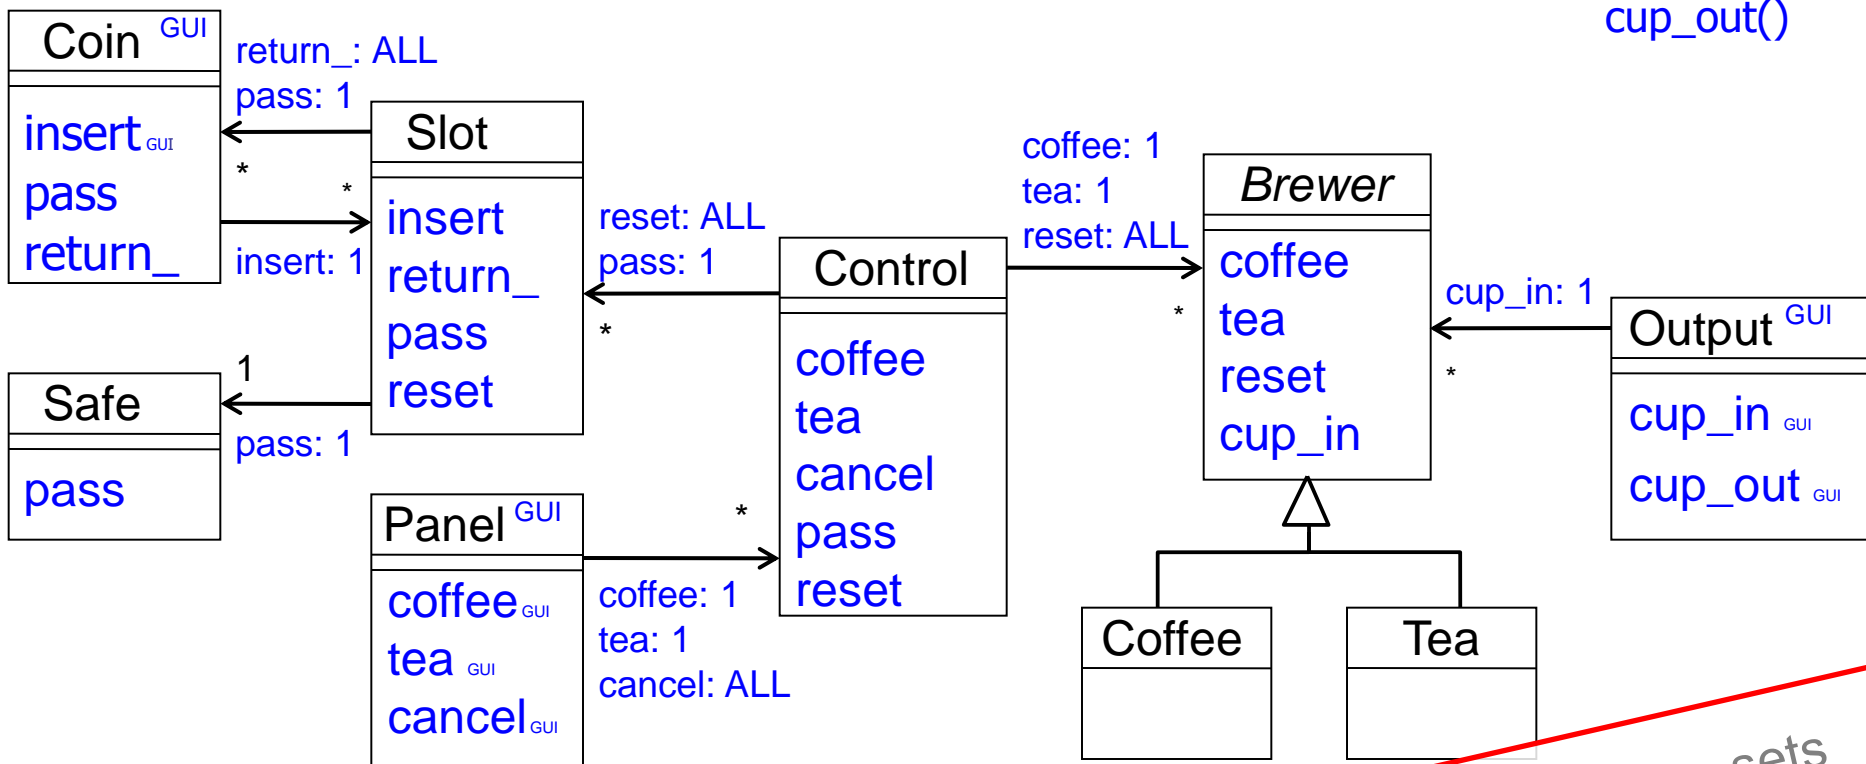 cup_out()
Coin GUI
insert GUI
pass
return_
return_: ALL
pass: 1
*
*
insert: 1
Slot
insert
return_
pass
reset
1
pass: 1
Safe
pass
reset: ALL
pass: 1
*
Panel GUI
coffee GUI
tea GUI
cancel GUI
*
coffee: 1
tea: 1
cancel: ALL
Control
coffee
tea
cancel
pass
reset
coffee: 1
tea: 1
reset: ALL
*
Brewer
coffee
tea
reset
cup_in
cup_in: 1
*
Output GUI
cup_in GUI
cup_out GUI
Coffee
Tea
sets